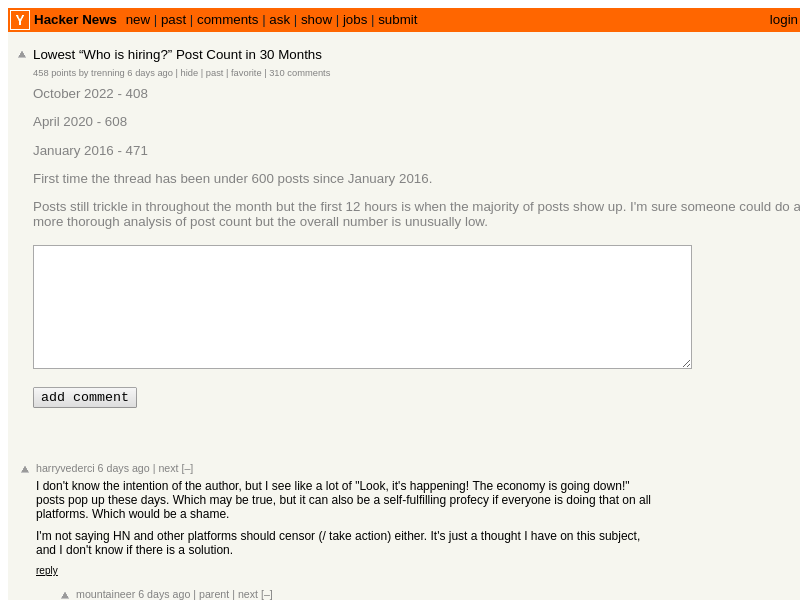 Y Hacker News new | past | comments | ask | show | jobs | submit login
Lowest “Who is hiring?” Post Count in 30 Months
458 points by trenning 6 days ago | hide | past | favorite | 310 comments
October 2022 - 408
April 2020 - 608
January 2016 - 471
First time the thread has been under 600 posts since January 2016.
Posts still trickle in throughout the month but the first 12 hours is when the majority of posts show up. I'm sure someone could do a
more thorough analysis of post count but the overall number is unusually low.
add comment
harryvederci 6 days ago | next [–]
I don't know the intention of the author, but I see like a lot of "Look, it's happening! The economy is going down!"
posts pop up these days. Which may be true, but it can also be a self-fulfilling profecy if everyone is doing that on all
platforms. Which would be a shame.
I'm not saying HN and other platforms should censor (/ take action) either. It's just a thought I have on this subject,
and I don't know if there is a solution.
reply
mountaineer 6 days ago | parent | next [–]